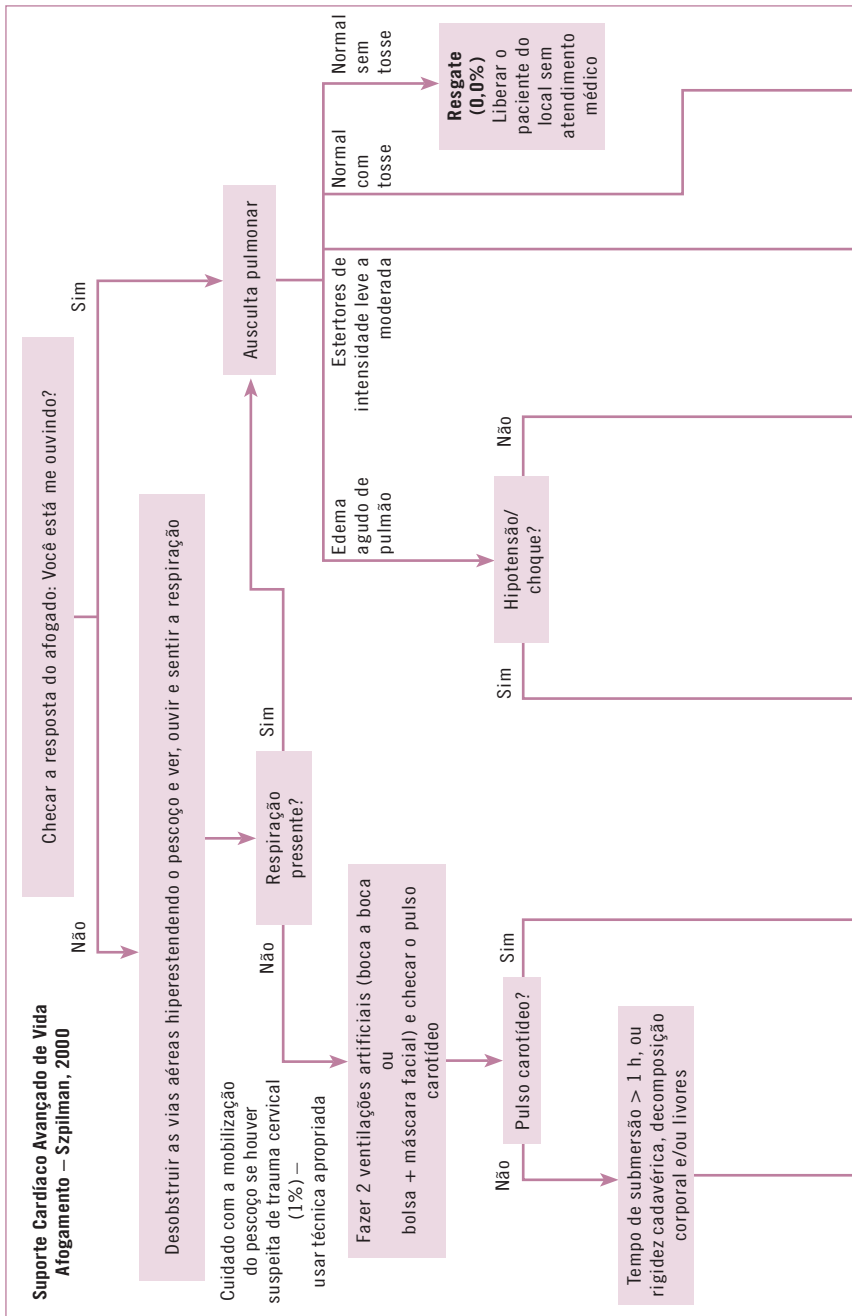 Suporte Cardíaco Avançado de Vida
Afogamento – Szpilman, 2000
Checar a resposta do afogado: Você está me ouvindo?
Não
Sim
Desobstruir as vias aéreas hiperestendendo o pescoço e ver, ouvir e sentir a respiração
Ausculta pulmonar
Cuidado com a mobilização
do pescoço se houver
suspeita de trauma cervical
(1%) –
usar técnica apropriada
Respiração
presente?
Não
Sim
Edema
agudo de
pulmão
Estertores de
intensidade leve a
moderada
Normal
com
tosse
Normal
sem
tosse
Resgate
(0,0%)
Liberar o
paciente do
local sem
atendimento
médico
Fazer 2 ventilações artificiais (boca a boca
ou
bolsa + máscara facial) e checar o pulso
carotídeo
Hipotensão/
choque?
Sim
Não
Pulso carotídeo?
Não
Sim
Tempo de submersão > 1 h, ou
rigidez cadavérica, decomposição
corporal e/ou livores